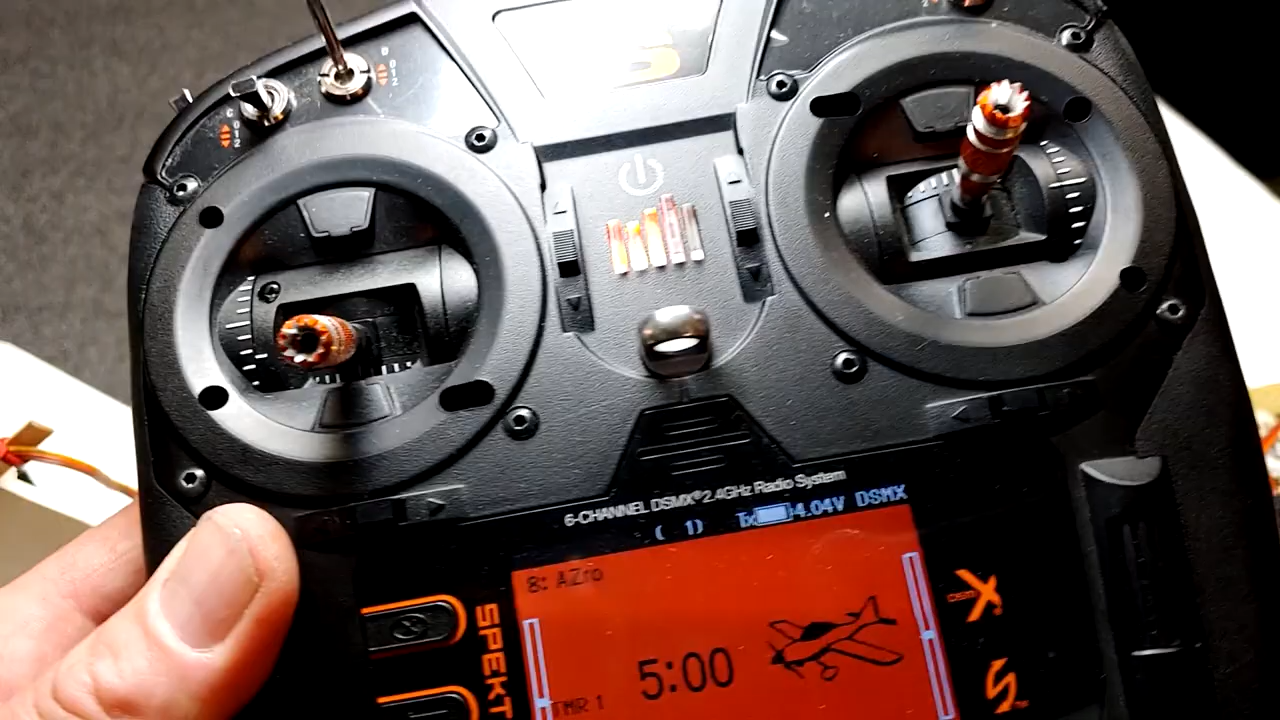 B
0
1
2
C
0
1
2
6-CHANNEL DSMX® 2.4GHz Radio System
( 1) Tx 4.04V DSMX
8: AZro
5:00
TMR 1
SPEKT
DSM X